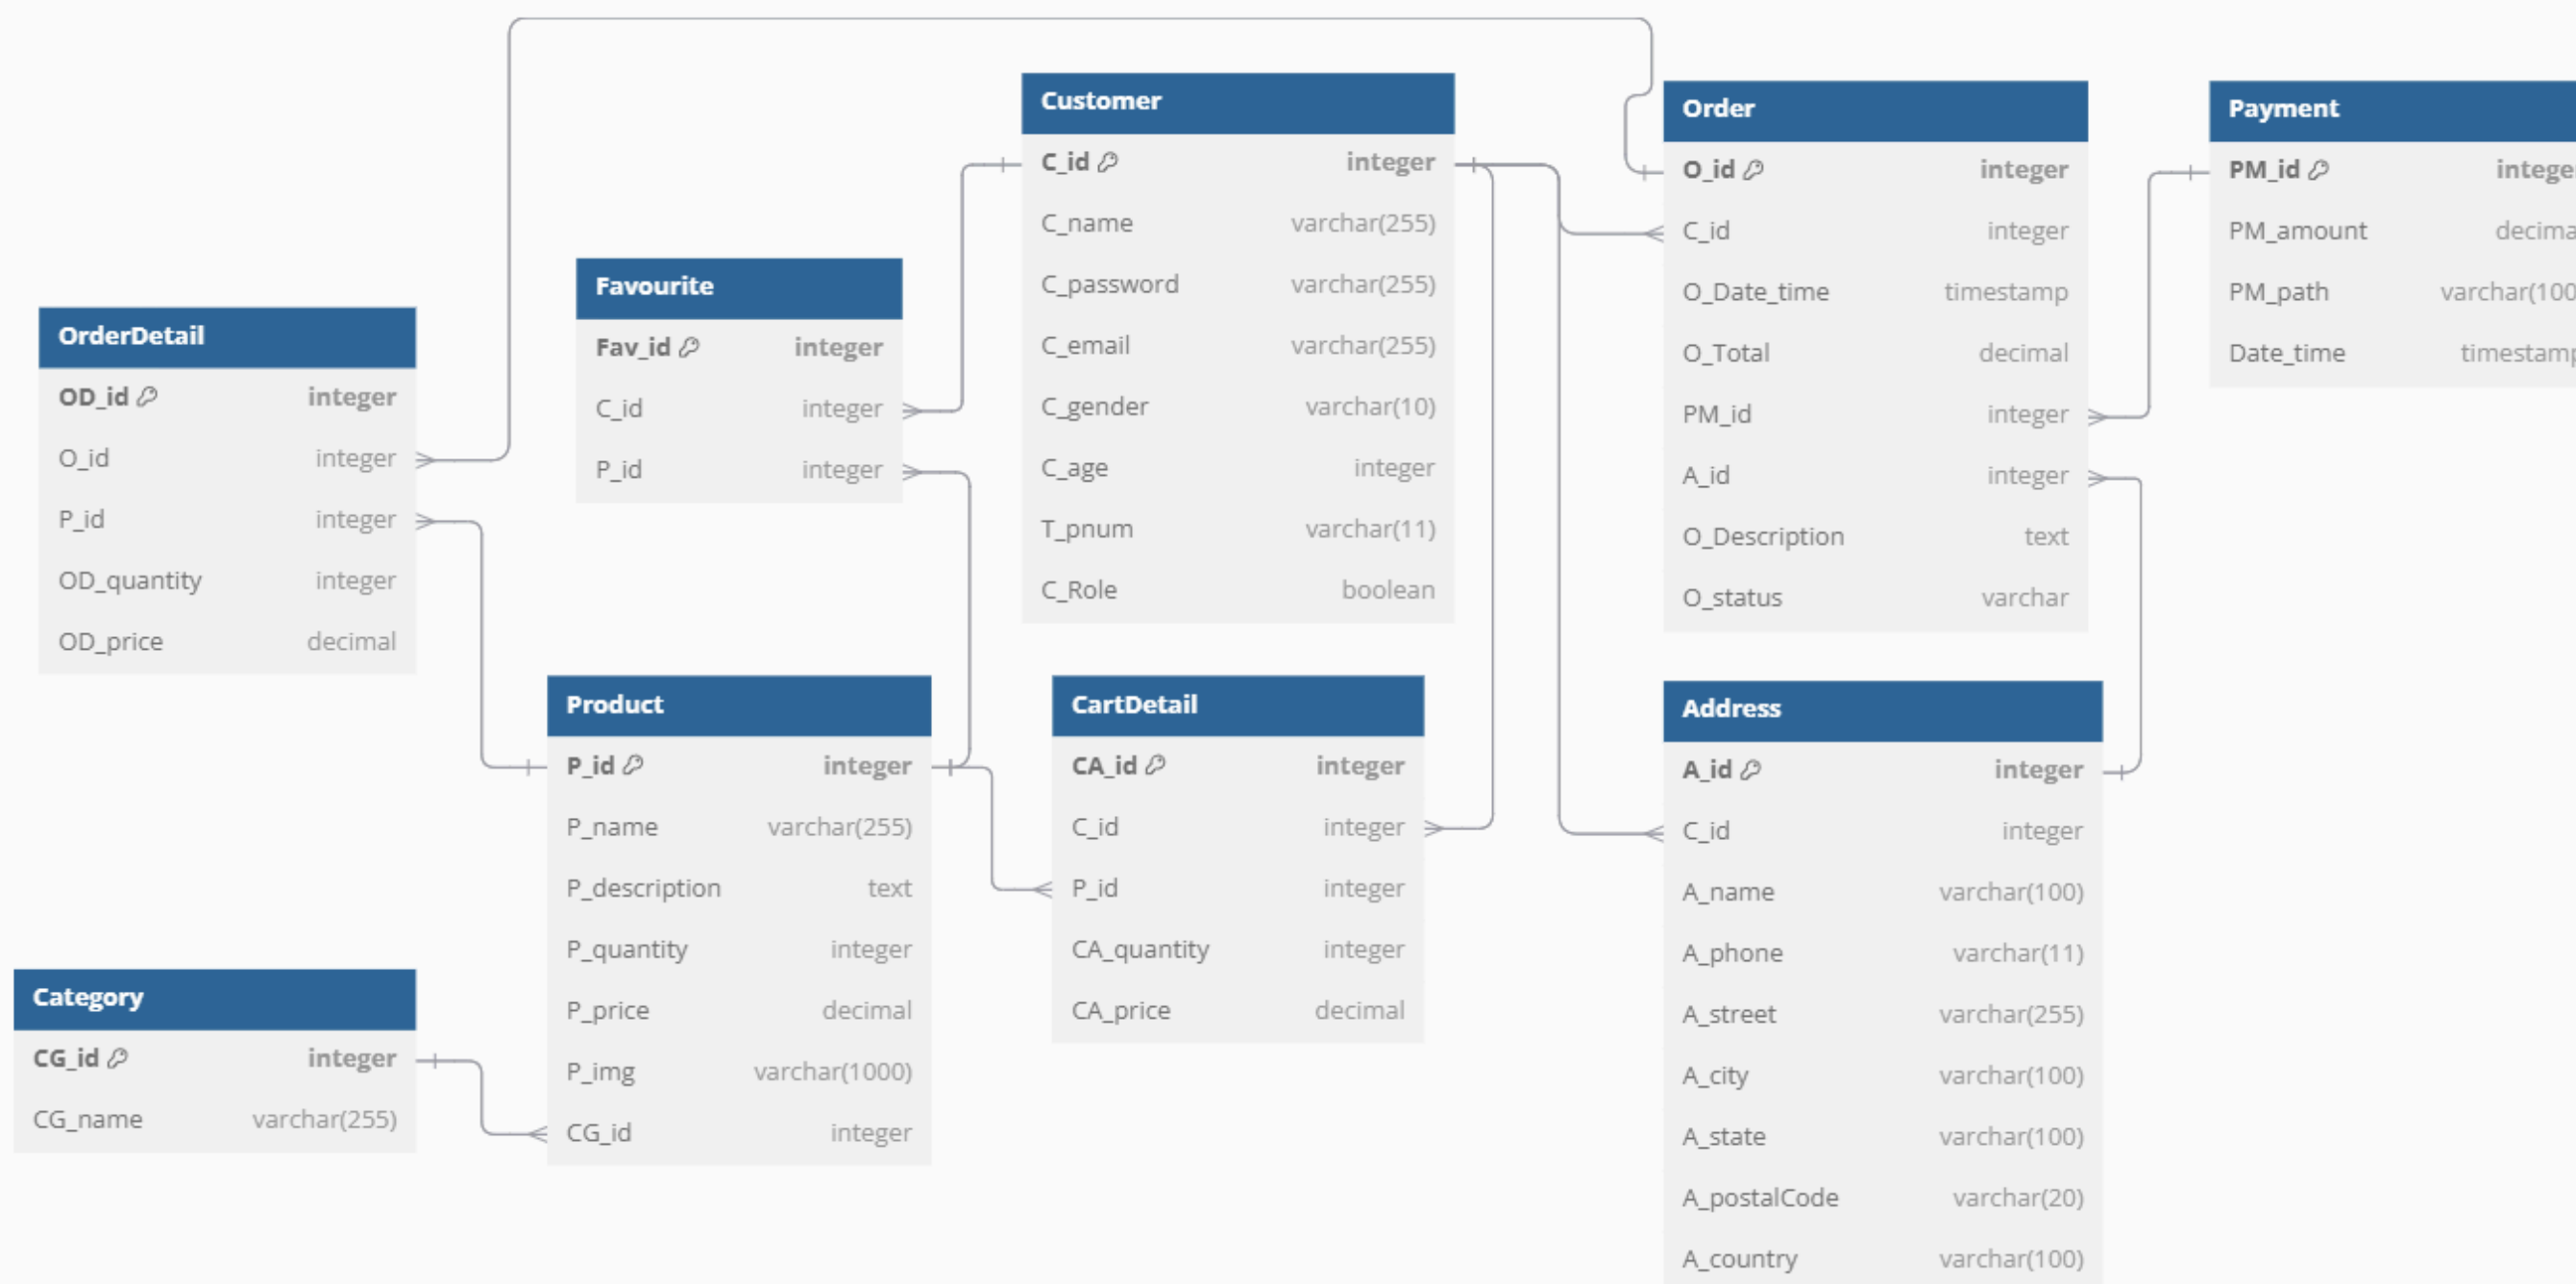 Customer
C_id integer
C_name varchar(255)
C_password varchar(255)
C_email varchar(255)
C_gender varchar(10)
C_age integer
T_pnum varchar(11)
C_Role boolean
Order
O_id integer
C_id integer
O_Date_time timestamp
O_Total decimal
PM_id integer
A_id integer
O_Description text
O_status varchar
Payment
PM_id intege
PM_amount decima
PM_path varchar(100
Date_time timestamp
Favourite
Fav_id integer
C_id integer
P_id integer
OrderDetail
OD_id integer
O_id integer
P_id integer
OD_quantity integer
OD_price decimal
Product
P_id integer
P_name varchar(255)
P_description text
P_quantity integer
P_price decimal
P_img varchar(1000)
CG_id integer
CartDetail
CA_id integer
C_id integer
P_id integer
CA_quantity integer
CA_price decimal
Address
A_id integer
C_id integer
A_name varchar(100)
A_phone varchar(11)
A_street varchar(255)
A_city varchar(100)
A_state varchar(100)
A_postalCode varchar(20)
A_country varchar(100)
Category
CG_id integer
CG_name varchar(255)